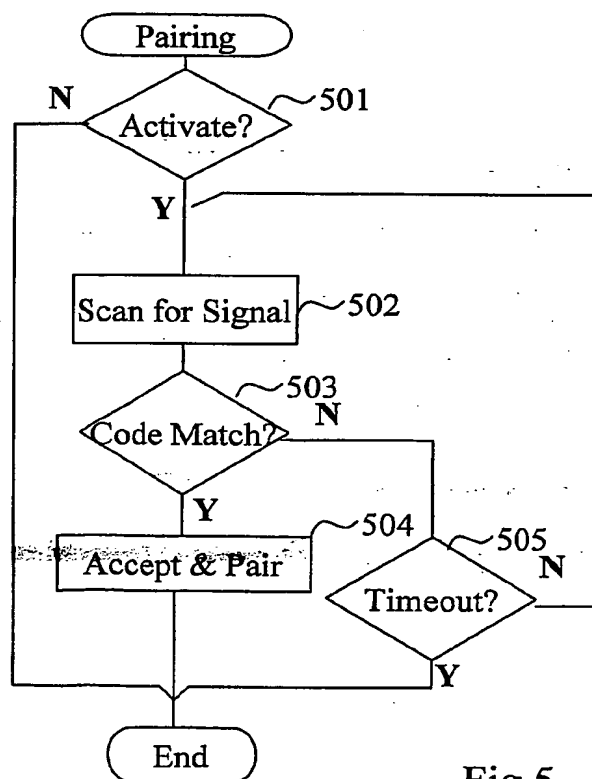 Pairing
N
501
Activate?
Y
Scan for Signal
502
503
N
Code Match?
Y
504
505
Accept & Pair
N
Timeout?
Y
End
Fig 5